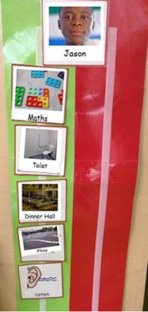 Jason
Maths
Toilet
Dinner Hall
Play
Listen